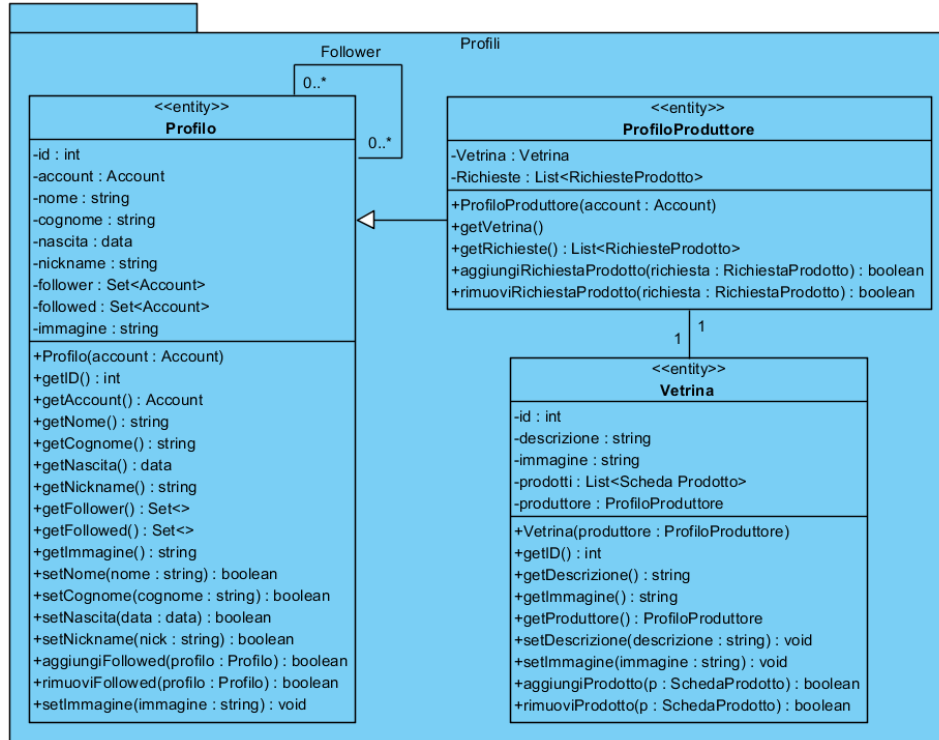 Profili
Follower
0..*
0..*
<<entity>>
Profilo
-id : int
-account : Account
-nome : string
-cognome : string
-nascita : data
-nickname : string
-follower : Set<Account>
-followed : Set<Account>
-immagine : string
+Profilo(account : Account)
+getID() : int
+getAccount() : Account
+getNome() : string
+getCognome() : string
+getNascita() : data
+getNickname() : string
+getFollower() : Set<>
+getFollowed() : Set<>
+getImmagine() : string
+setNome(nome : string) : boolean
+setCognome(cognome : string) : boolean
+setNascita(data : data) : boolean
+setNickname(nick : string) : boolean
+aggiungiFollowed(profilo : Profilo) : boolean
+rimuoviFollowed(profilo : Profilo) : boolean
+setImmagine(immagine : string) : void
<<entity>>
ProfiloProduttore
-Vetrina : Vetrina
-Richieste : List<RichiesteProdotto>
+ProfiloProduttore(account : Account)
+getVetrina()
+getRichieste() : List<RichiesteProdotto>
+aggiungiRichiestaProdotto(richiesta : RichiestaProdotto) : boolean
+rimuoviRichiestaProdotto(richiesta : RichiestaProdotto) : boolean
1
1
<<entity>>
Vetrina
-id : int
-descrizione : string
-immagine : string
-prodotti : List<Scheda Prodotto>
-produttore : ProfiloProduttore
+Vetrina(produttore : ProfiloProduttore)
+getID() : int
+getDescrizione() : string
+getImmagine() : string
+getProduttore() : ProfiloProduttore
+setDescrizione(descrizione : string) : void
+setImmagine(immagine : string) : void
+aggiungiProdotto(p : SchedaProdotto) : boolean
+rimuoviProdotto(p : SchedaProdotto) : boolean